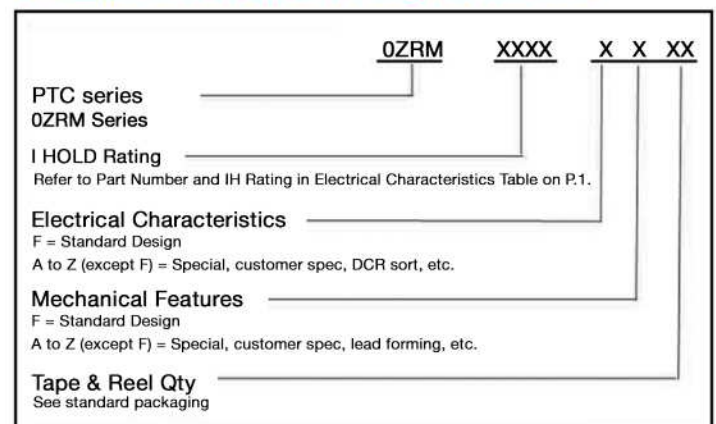 0ZRM XXXX X X XX
PTC series
0ZRM Series
I HOLD Rating
Refer to Part Number and IH Rating in Electrical Characteristics Table on P.1.
Electrical Characteristics
F = Standard Design
A to Z (except F) = Special, customer spec, DCR sort, etc.
Mechanical Features
F = Standard Design
A to Z (except F) = Special, customer spec, lead forming, etc.
Tape & Reel Qty
See standard packaging